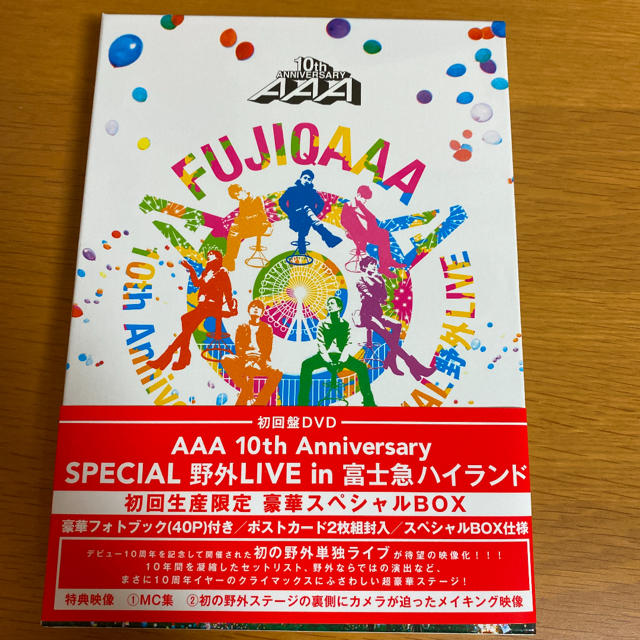 10th
ANNIVERSARY
AAA
FUJIQAAA
10th Annive
AL 野外LIVE
初回盤DVD
AAA 10th Anniversary
SPECIAL 野外LIVE in 富士急ハイランド
初回生産限定 豪華スペシャルBOX
豪華フォトブック(40P)付き/ポストカード2枚組封入/スペシャルBOX仕様
デビュー10周年を記念して開催された初の野外単独ライブが待望の映像化!!!
10年間を凝縮したセットリスト、野外ならではの演出など、
まさに10周年イヤーのクライマックスにふさわしい超豪華ステージ!
特典映像 ①MC集 ②初の野外ステージの裏側にカメラが迫ったメイキング映像